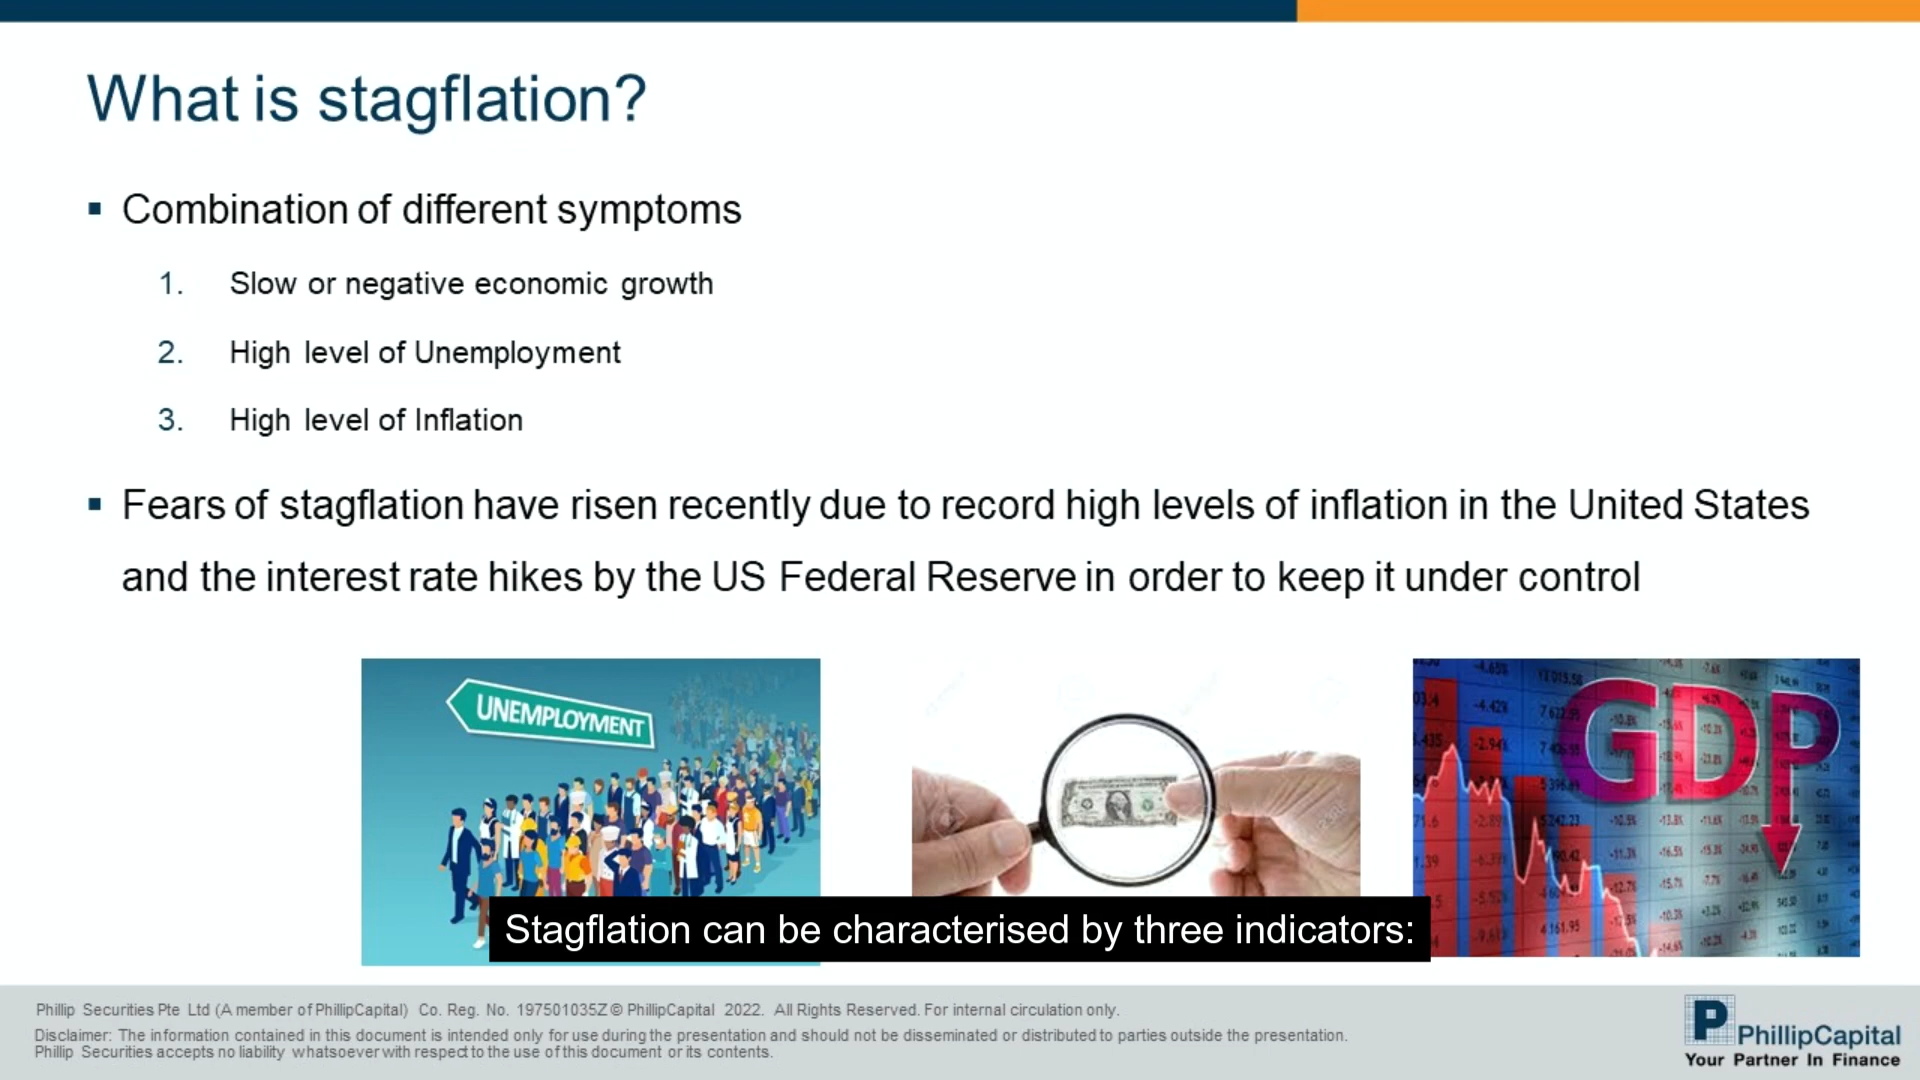 What is stagflation?
▪ Combination of different symptoms
1. Slow or negative economic growth
2. High level of Unemployment
3. High level of Inflation
▪ Fears of stagflation have risen recently due to record high levels of inflation in the United States
and the interest rate hikes by the US Federal Reserve in order to keep it under control
UNEMPLOYMENT
GDP
Stagflation can be characterised by three indicators:
Phillip Securities Pte Ltd (A member of PhillipCapital) Co. Reg. No. 197501035Z © PhillipCapital 2022. All Rights Reserved. For internal circulation only.
Disclaimer: The information contained in this document is intended only for use during the presentation and should not be disseminated or distributed to parties outside the presentation.
Phillip Securities accepts no liability whatsoever with respect to the use of this document or its contents.
PhillipCapital
Your Partner In Finance